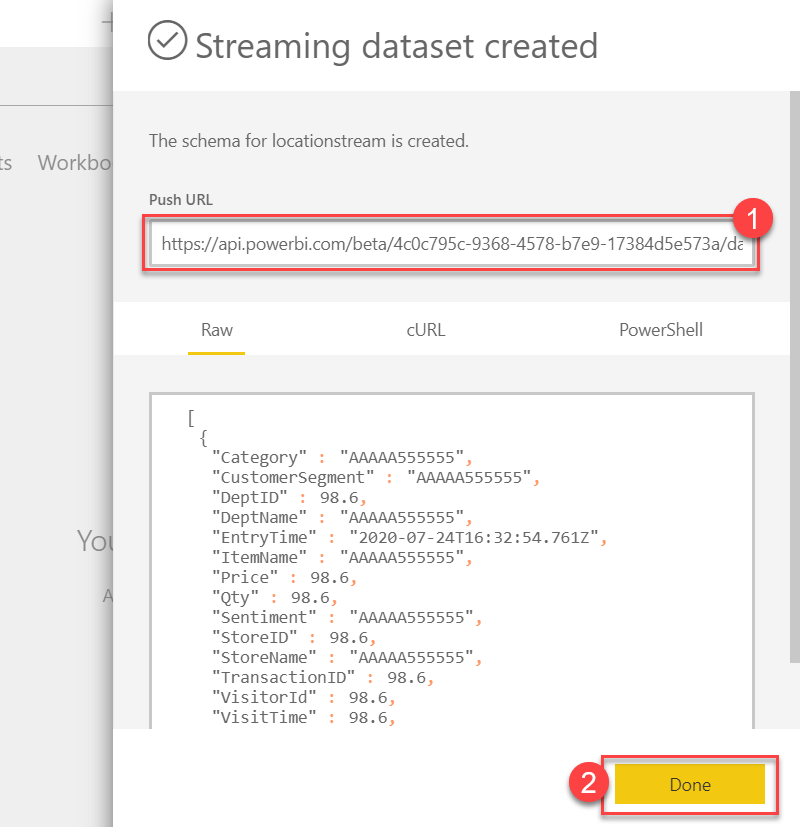 Streaming dataset created
The schema for locationstream is created.
ts Workbo
Push URL
1
https://api.powerbi.com/beta/4c0c795c-9368-4578-b7e9-17384d5e573a/da
Raw cURL PowerShell
[
{
"Category" : "AAAAA555555",
"CustomerSegment" : "AAAAA555555",
"DeptID" : 98.6,
"DeptName" : "AAAAA555555",
"EntryTime" : "2020-07-24T16:32:54.761Z",
"ItemName" : "AAAAA555555",
"Price" : 98.6,
"Qty" : 98.6,
"Sentiment" : "AAAAA555555",
"StoreID" : 98.6,
"StoreName" : "AAAAA555555",
"TransactionID" : 98.6,
"VisitorId" : 98.6,
"VisitTime" : 98.6,
You
A
2
Done